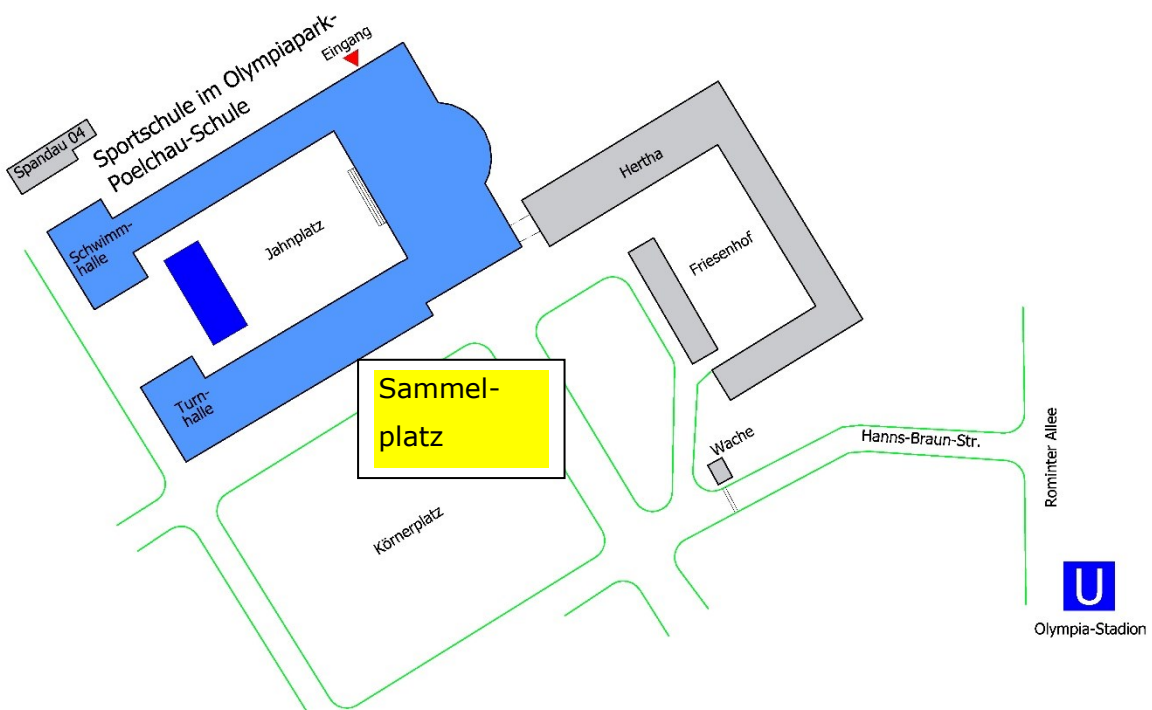 Sportschule im Olympiapark-
Poelchau-Schule
Eingang
Spandau 04
Schwimm-
halle
Jahnplatz
Turn-
halle
Hertha
Friesenhof
Sammel-
platz
Wache
Hanns-Braun-Str.
Rominter Allee
Körnerplatz
U
Olympia-Stadion